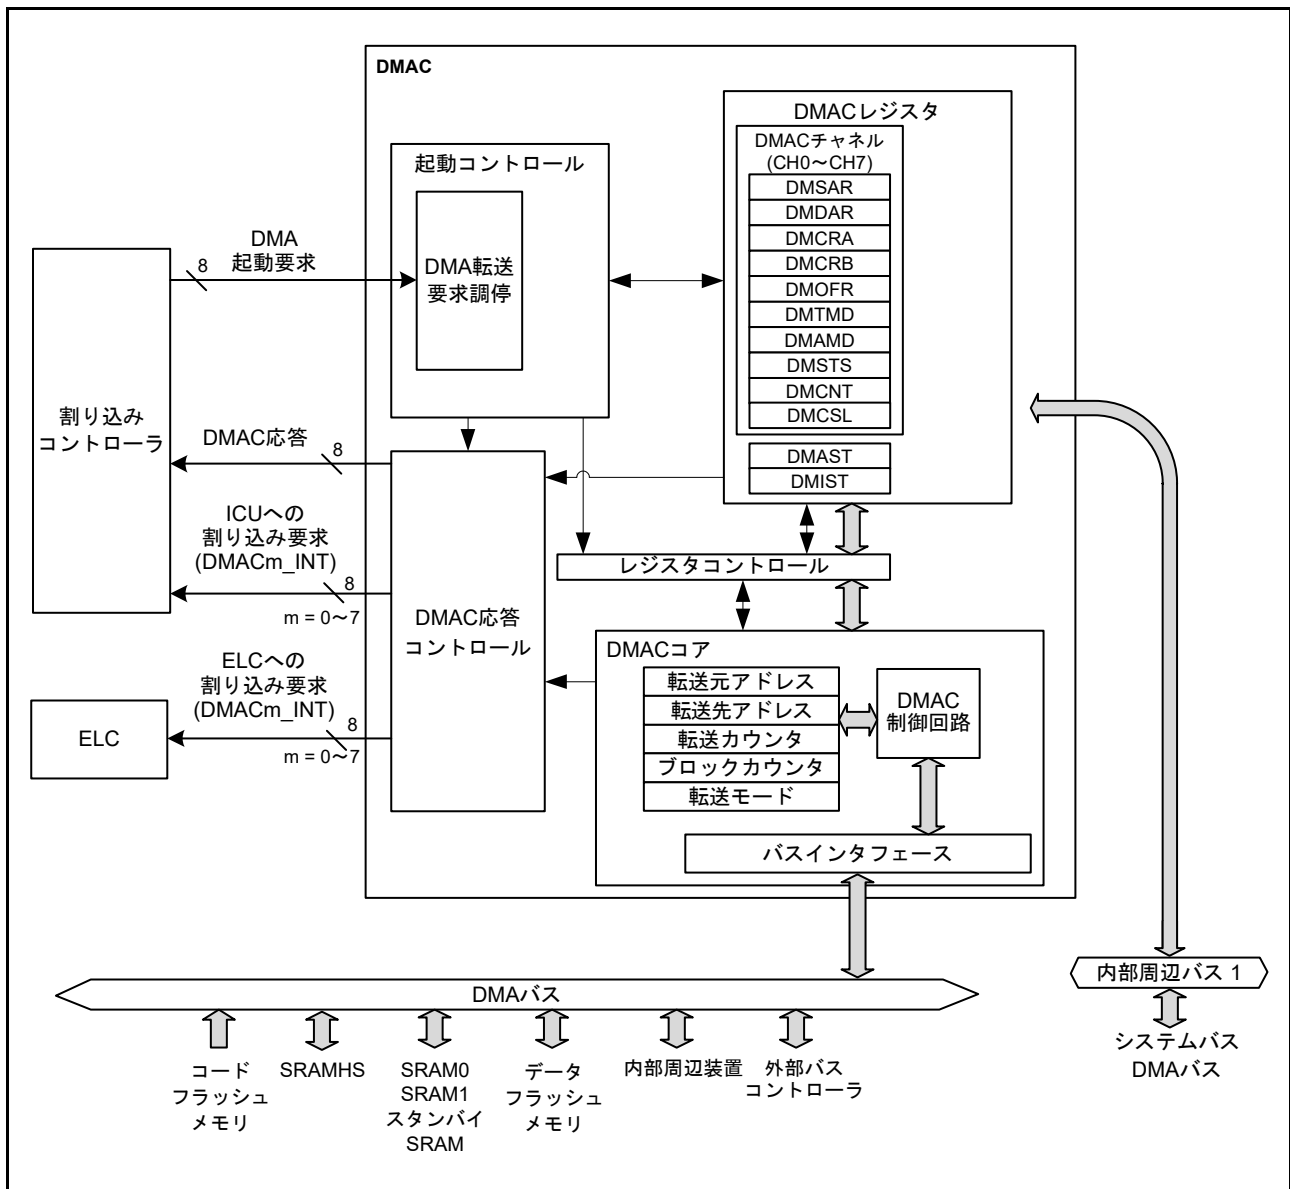 DMAC
DMACレジスタ
DMACチャネル
(CH0～CH7)
DMSAR
DMDAR
DMCRA
DMCRB
DMOFR
DMTMD
DMAMD
DMSTS
DMCNT
DMCSL
DMAST
DMIST
起動コントロール
DMA転送
要求調停
DMA
起動要求
8
割り込み
コントローラ
DMAC応答
8
ICUへの
割り込み要求
(DMACm_INT)
8
m = 0～7
DMAC応答
コントロール
レジスタコントロール
ELCへの
割り込み要求
(DMACm_INT)
8
m = 0～7
ELC
DMACコア
転送元アドレス
転送先アドレス
転送カウンタ
ブロックカウンタ
転送モード
DMAC
制御回路
バスインタフェース
DMAバス
内部周辺バス 1
システムバス
DMAバス
コード
フラッシュ
メモリ
SRAMHS
SRAM0
SRAM1
スタンバイ
SRAM
データ
フラッシュ
メモリ
内部周辺装置
外部バス
コントローラ